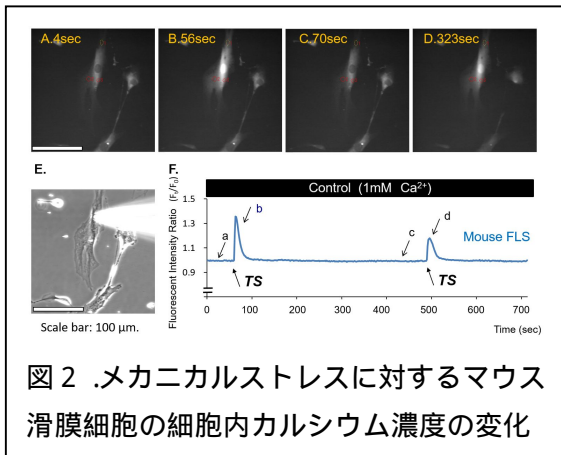 A.4sec
B.56sec
C.70sec
D.323sec
E.
F.
Control (1mM Ca²⁺)
Fluorescent Intensity Ratio (F₅/F₀)
1.5
1.3
1.1
0.9
a
b
c
d
TS
TS
Mouse FLS
0 100 200 300 400 500 600 700
Time (sec)
Scale bar: 100 μm.
図2 .メカニカルストレスに対するマウス
滑膜細胞の細胞内カルシウム濃度の変化